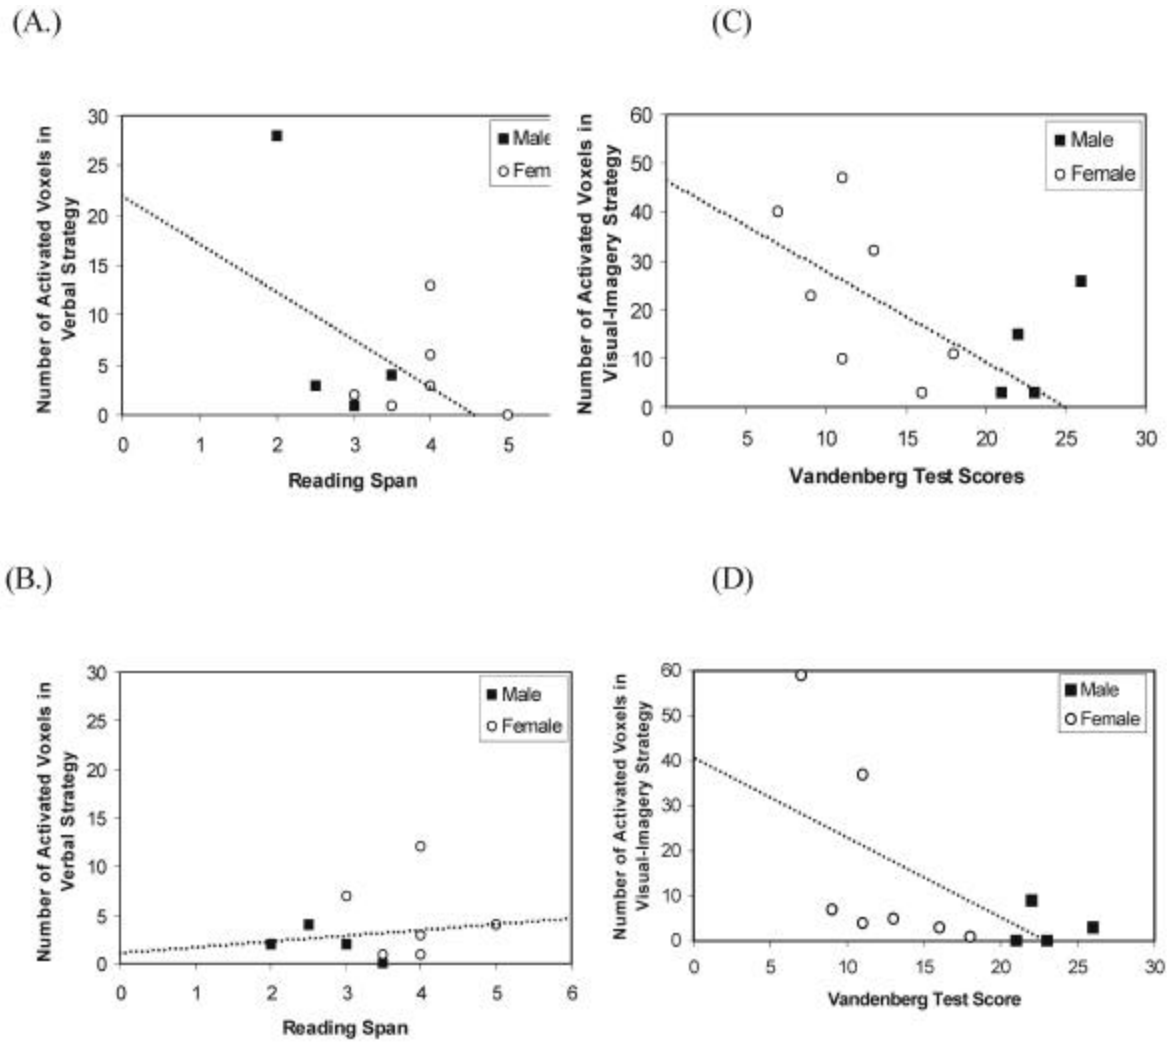 (A.)
Number of Activated Voxels in
Verbal Strategy
30
25
20
15
10
5
0
Male
Fem
0 1 2 3 4 5
Reading Span
(C)
Number of Activated Voxels in
Visual-Imagery Strategy
60
50
40
30
20
10
0
Male
Female
0 5 10 15 20 25 30
Vandenberg Test Scores
(B.)
Number of Activated Voxels in
Verbal Strategy
30
25
20
15
10
5
0
Male
Female
0 1 2 3 4 5 6
Reading Span
(D)
Number of Activated Voxels in
Visual-Imagery Strategy
60
50
40
30
20
10
0
Male
Female
0 5 10 15 20 25 30
Vandenberg Test Score